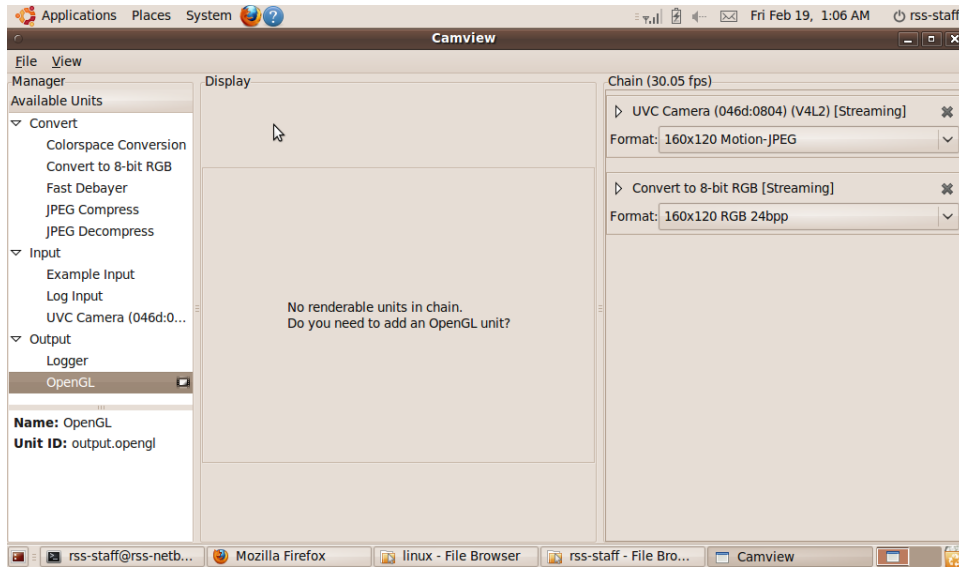 Applications Places System Fri Feb 19, 1:06 AM rss-staff
Camview
File View
Manager
Available Units
Convert
Colorspace Conversion
Convert to 8-bit RGB
Fast Debayer
JPEG Compress
JPEG Decompress
Input
Example Input
Log Input
UVC Camera (046d:0...
Output
Logger
OpenGL
Name: OpenGL
Unit ID: output.opengl
Display
No renderable units in chain.
Do you need to add an OpenGL unit?
Chain (30.05 fps)
UVC Camera (046d:0804) (V4L2) [Streaming]
Format: 160x120 Motion-JPEG
Convert to 8-bit RGB [Streaming]
Format: 160x120 RGB 24bpp
rss-staff@rss-netb... Mozilla Firefox linux - File Browser rss-staff - File Bro... Camview